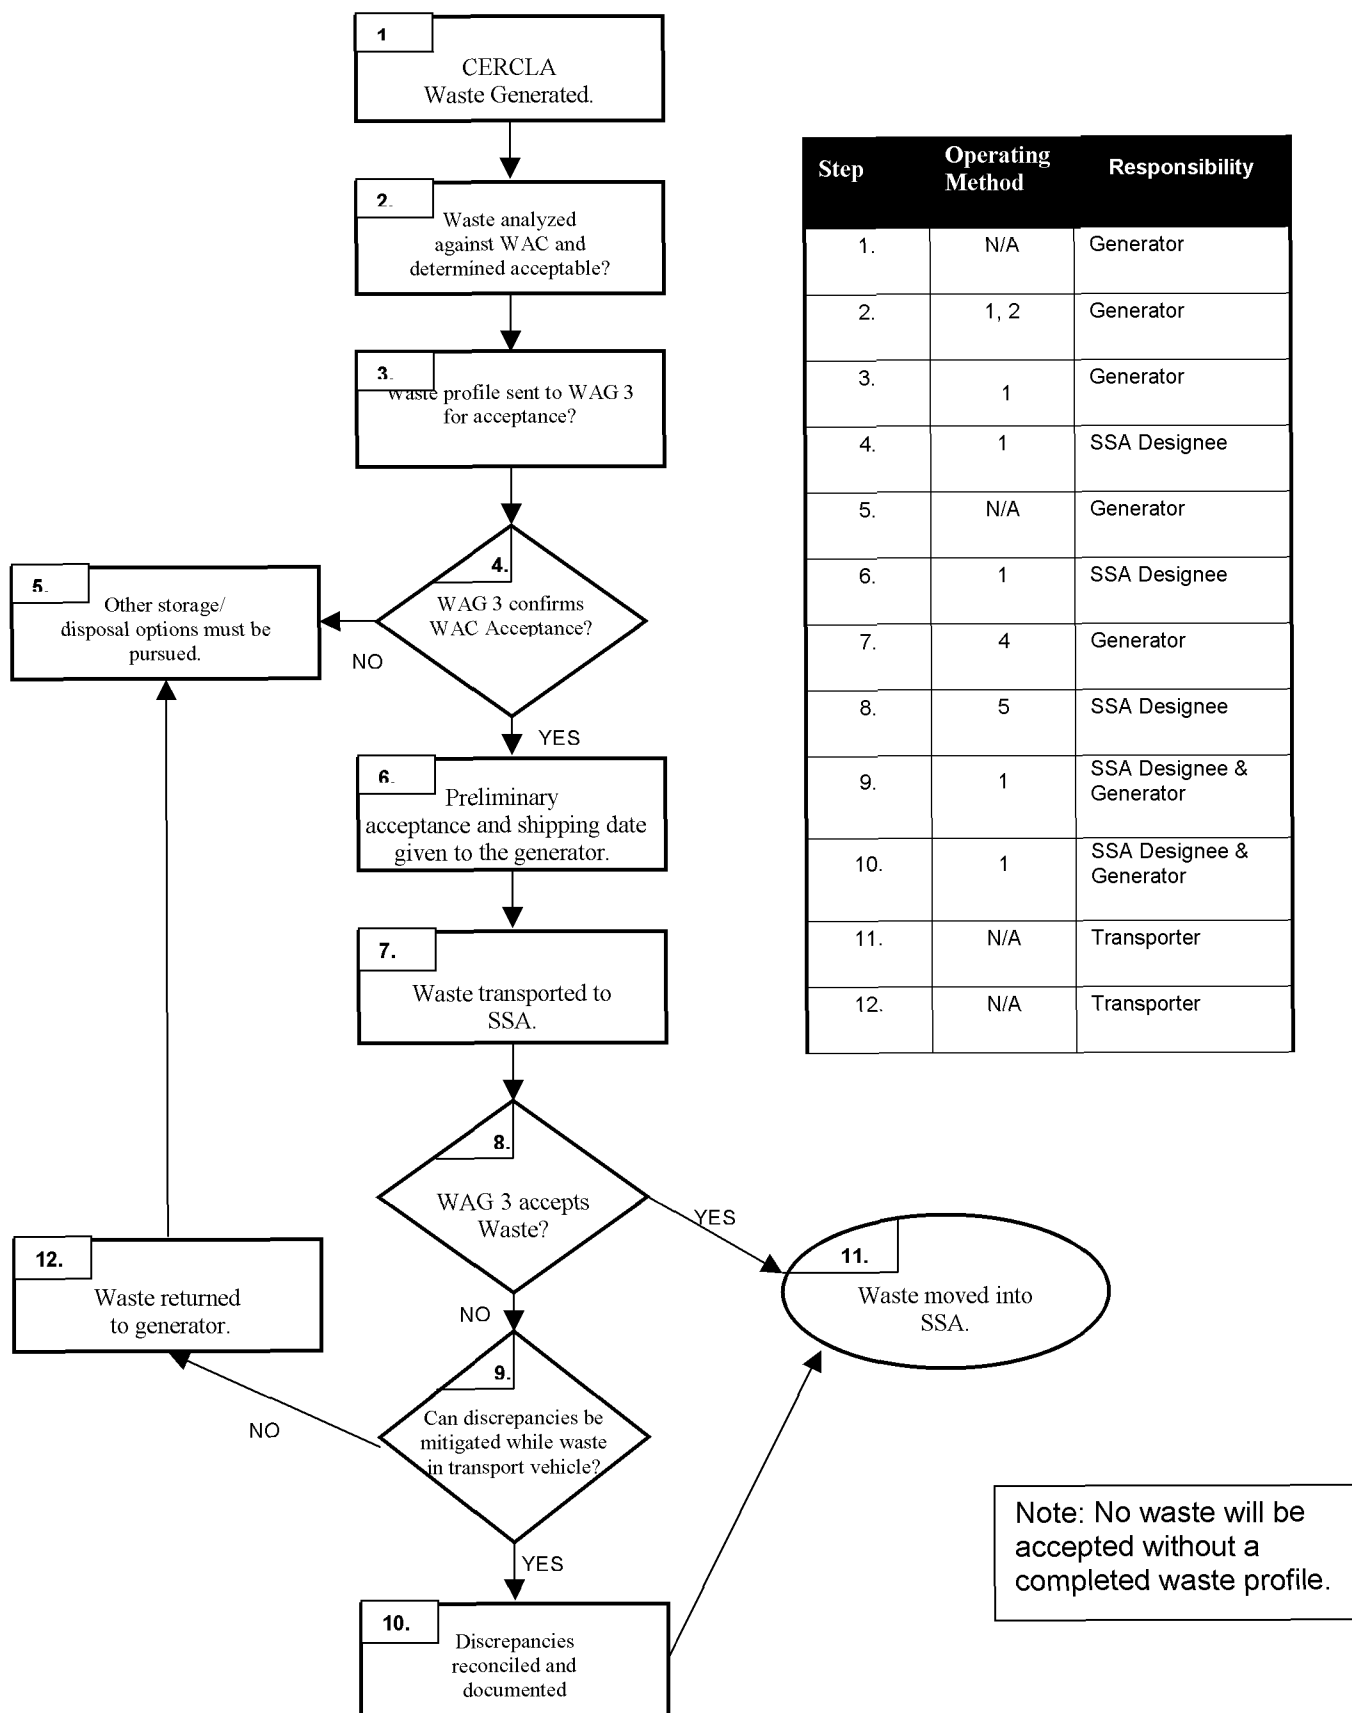 1
CERCLA
Waste Generated.
2.
Waste analyzed
against WAC and
determined acceptable?
3.
Waste profile sent to WAG 3
for acceptance?
4.
WAG 3 confirms
WAC Acceptance?
NO
YES
5.
Other storage/
disposal options must be
pursued.
6.
Preliminary
acceptance and shipping date
given to the generator.
7.
Waste transported to
SSA.
8.
WAG 3 accepts
Waste?
YES
NO
11.
Waste moved into
SSA.
12.
Waste returned
to generator.
9.
Can discrepancies be
mitigated while waste
in transport vehicle?
NO
YES
10.
Discrepancies
reconciled and
documented
Step Operating Method Responsibility
1. N/A Generator
2. 1, 2 Generator
3. 1 Generator
4. 1 SSA Designee
5. N/A Generator
6. 1 SSA Designee
7. 4 Generator
8. 5 SSA Designee
9. 1 SSA Designee & Generator
10. 1 SSA Designee & Generator
11. N/A Transporter
12. N/A Transporter
Note: No waste will be
accepted without a
completed waste profile.